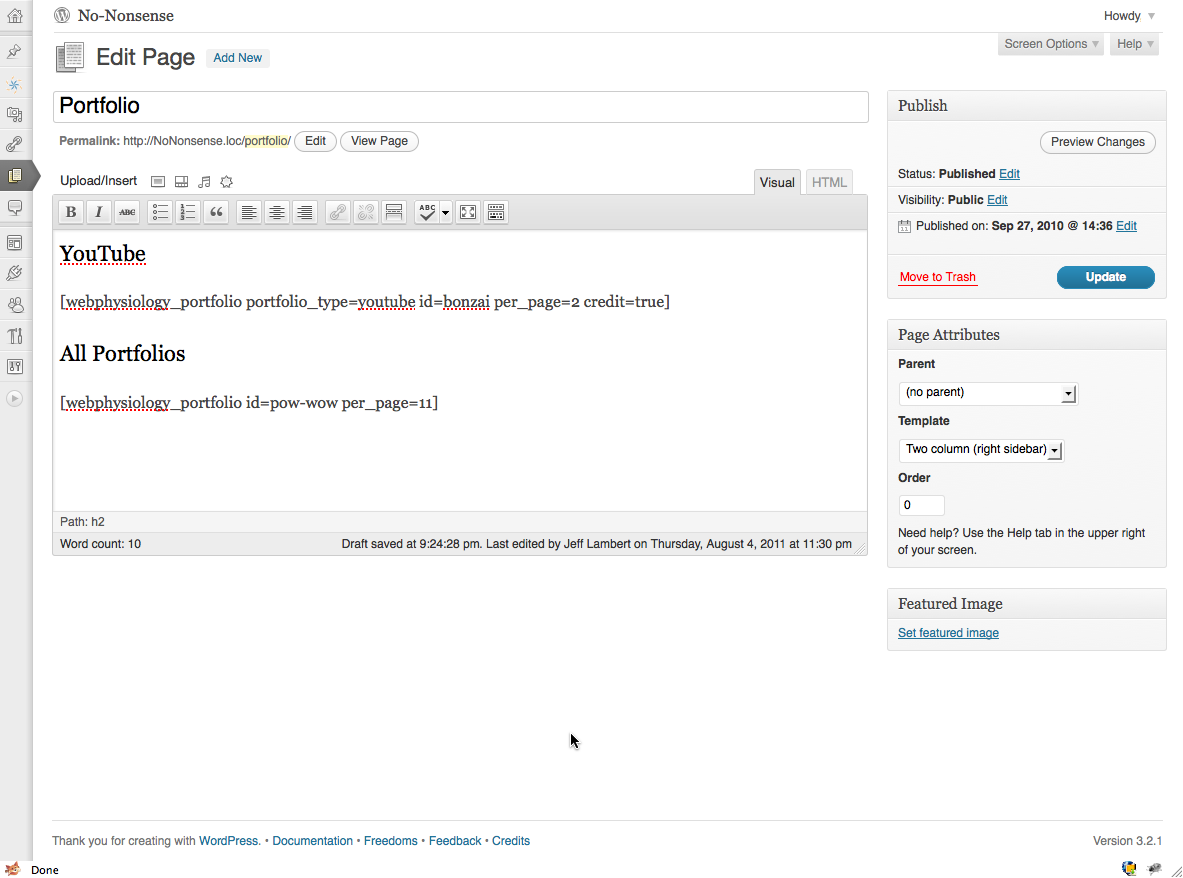 No-Nonsense
Howdy
Screen Options
Help
Edit Page
Add New
Portfolio
Permalink: http://NoNonsense.loc/portfolio/
Edit
View Page
Upload/Insert
Visual
HTML
B
I
ABC
1
2
3
“
ABC
YouTube
[webphysiology_portfolio portfolio_type=youtube id=bonzai per_page=2 credit=true]
All Portfolios
[webphysiology_portfolio id=pow-wow per_page=11]
Path: h2
Word count: 10
Draft saved at 9:24:28 pm. Last edited by Jeff Lambert on Thursday, August 4, 2011 at 11:30 pm
Publish
Preview Changes
Status: Published Edit
Visibility: Public Edit
11
Published on: Sep 27, 2010 @ 14:36 Edit
Move to Trash
Update
Page Attributes
Parent
(no parent)
Template
Two column (right sidebar)
Order
0
Need help? Use the Help tab in the upper right
of your screen.
Featured Image
Set featured image
Thank you for creating with WordPress. • Documentation • Freedoms • Feedback • Credits
Version 3.2.1
Done